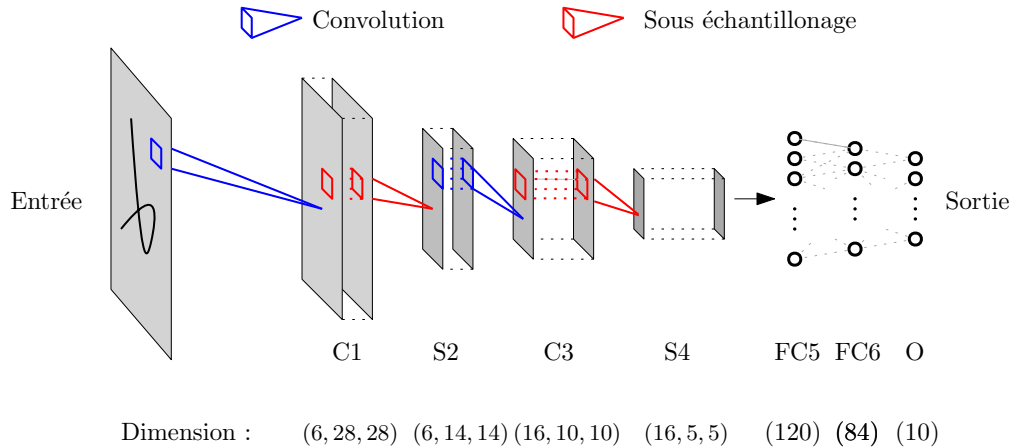 Convolution Sous échantillonage
Entrée
Sortie
C1 S2 C3 S4 FC5 FC6 O
Dimension : (6, 28, 28) (6, 14, 14) (16, 10, 10) (16, 5, 5) (120) (84) (10)